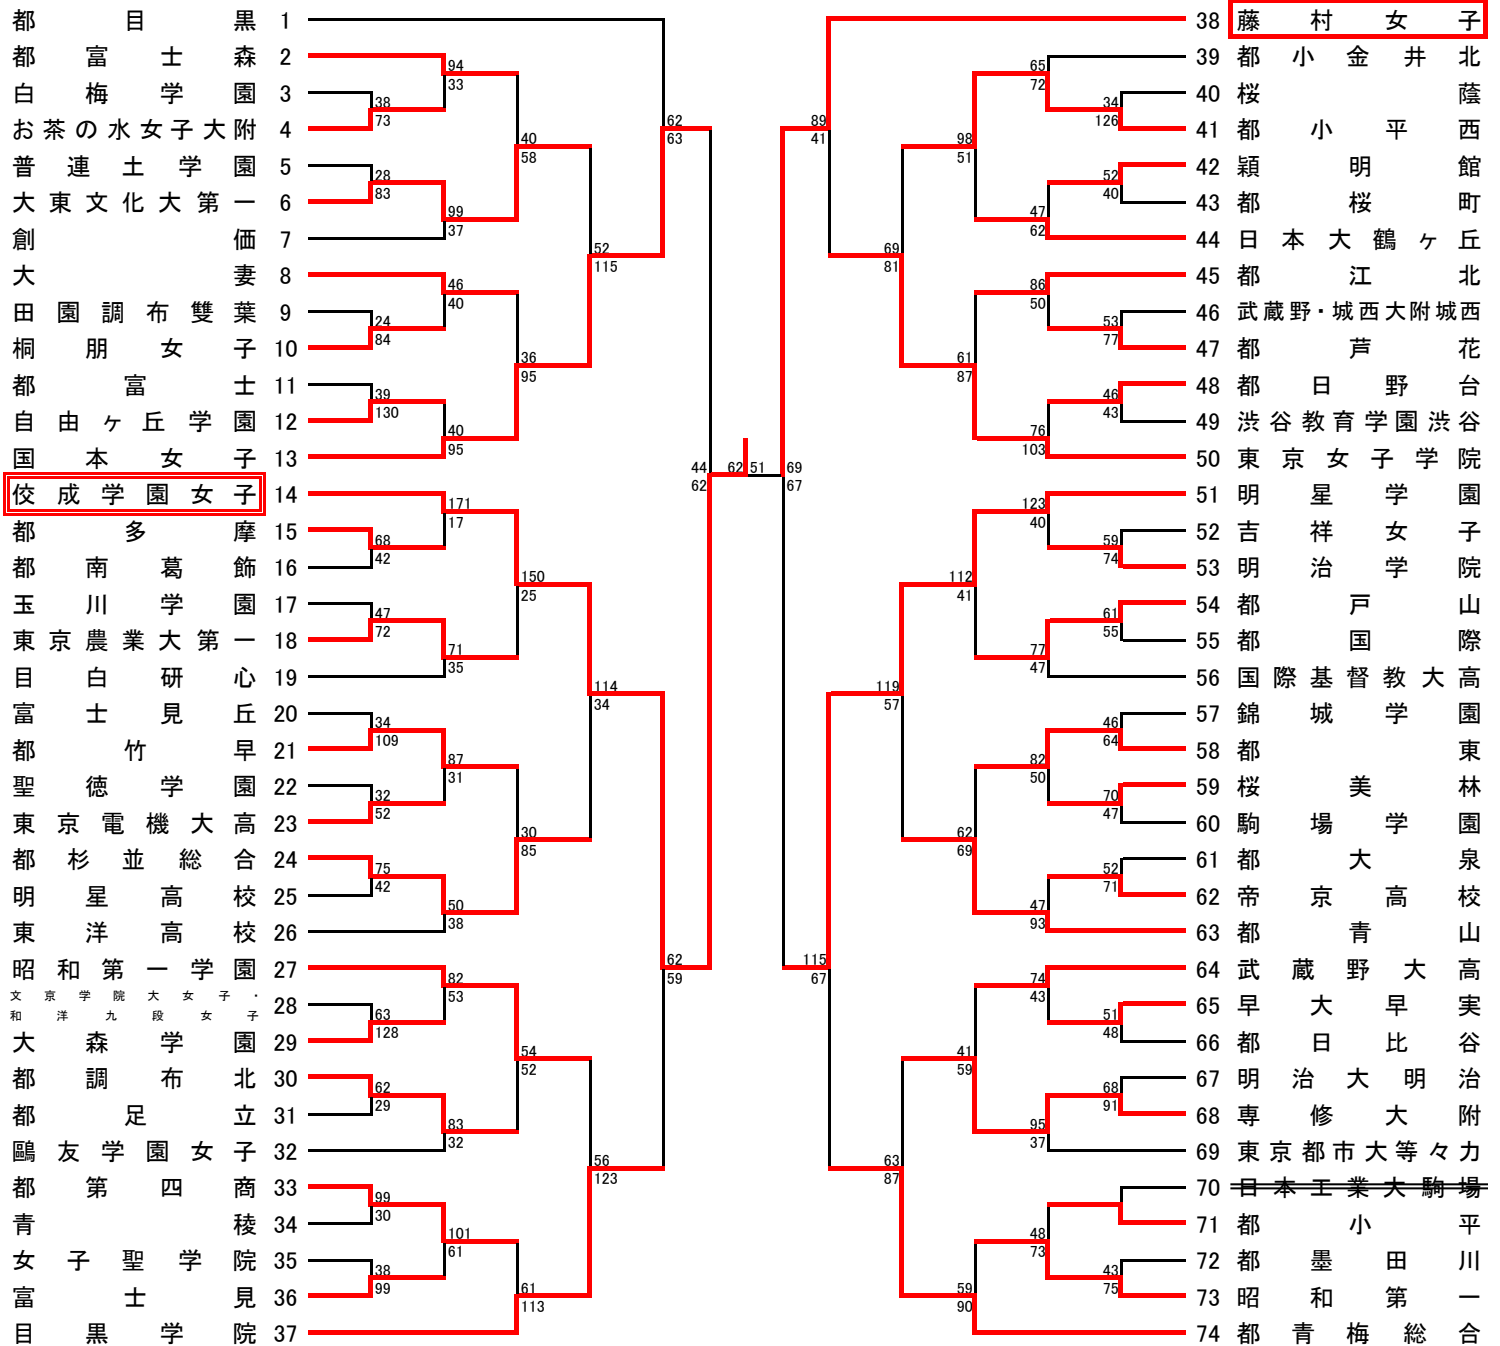 都目黒 1
都富士森 2
白梅学園 3
お茶の水女子大附 4
普連土学園 5
大東文化大第一 6
創価 7
大妻 8
田園調布雙葉 9
桐朋女子 10
都富士 11
自由ヶ丘学園 12
国本女子 13
佼成学園女子 14
都多摩 15
都南葛飾 16
玉川学園 17
東京農業大第一 18
目白研心 19
富士見丘 20
都竹早 21
聖徳学園 22
東京電機大高 23
都杉並総合 24
明星高校 25
東洋高校 26
昭和第一学園 27
文京学院大女子・
和洋九段女子 28
大森学園 29
都調布北 30
都足立 31
鷗友学園女子 32
都第四商 33
青稜 34
女子聖学院 35
富士見 36
目黒学院 37
94
33
38
73
28
83
99
37
40
58
46
40
24
84
39
130
40
95
36
95
52
115
62
63
171
17
68
42
47
72
71
35
150
25
34
109
87
31
32
52
75
42
50
38
30
85
114
34
82
53
63
128
62
29
83
32
54
52
99
30
101
61
38
99
61
113
56
123
62
59
44
62
62 51
69
67
89
41
65
72
34
126
98
51
52
40
47
62
69
81
86
50
53
77
61
87
46
43
76
103
123
40
59
74
112
41
61
55
77
47
119
57
46
64
82
50
70
47
62
69
52
71
47
93
115
67
74
43
51
48
41
59
68
91
95
37
63
87
48
73
43
75
59
90
38 藤村女子
39 都小金井北
40 桜蔭
41 都小平西
42 穎明館
43 都桜町
44 日本大鶴ヶ丘
45 都江北
46 武蔵野・城西大附城西
47 都芦花
48 都日野台
49 渋谷教育学園渋谷
50 東京女子学院
51 明星学園
52 吉祥女子
53 明治学院
54 都戸山
55 都国際
56 国際基督教大高
57 錦城学園
58 都東
59 桜美林
60 駒場学園
61 都大泉
62 帝京高校
63 都青山
64 武蔵野大高
65 早大早実
66 都日比谷
67 明治大明治
68 専修大附
69 東京都市大等々力
70 日本工業大駒場
71 都小平
72 都墨田川
73 昭和第一
74 都青梅総合